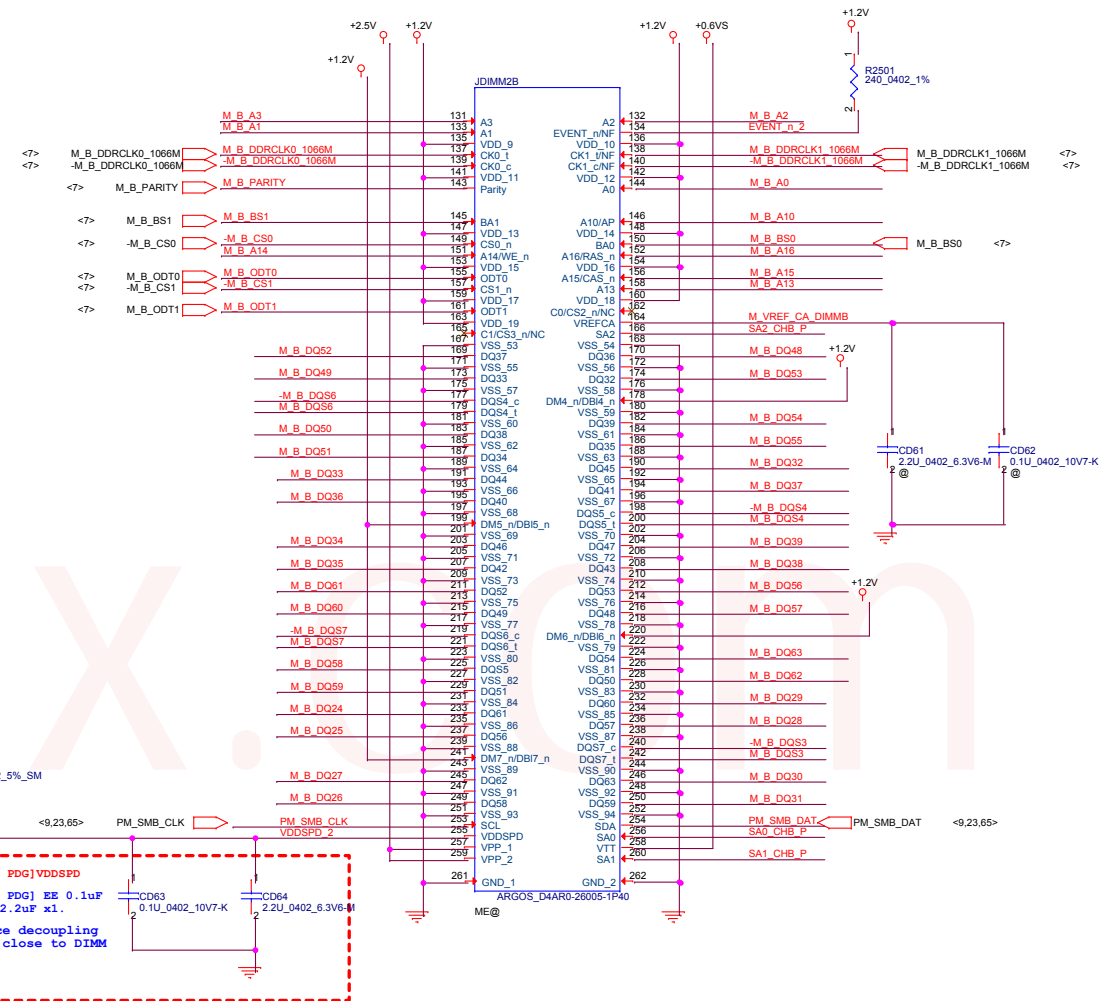 +2.5V +1.2V +1.2V +0.6VS +1.2V
+1.2V
1
R2501
240_0402_1%
2
JDIMM2B
M_B_A3 131 A3 A2 132 M_B_A2
M_B_A1 133 A1 EVENT_n/NF 134 EVENT_n_2
135 VDD_9 VDD_10 136
<7> M_B_DDRCLK0_1066M M_B_DDRCLK0_1066M 137 CK0_t CK1_t/NF 138 M_B_DDRCLK1_1066M M_B_DDRCLK1_1066M <7>
<7> -M_B_DDRCLK0_1066M -M_B_DDRCLK0_1066M 139 CK0_c CK1_c/NF 140 -M_B_DDRCLK1_1066M -M_B_DDRCLK1_1066M <7>
141 VDD_11 VDD_12 142
<7> M_B_PARITY M_B_PARITY 143 Parity A0 144 M_B_A0
<7> M_B_BS1 M_B_BS1 145 BA1 A10/AP 146 M_B_A10
147 VDD_13 VDD_14 148
<7> -M_B_CS0 -M_B_CS0 149 CS0_n BA0 150 M_B_BS0 M_B_BS0 <7>
M_B_A14 151 A14/WE_n A16/RAS_n 152 M_B_A16
153 VDD_15 VDD_16 154
<7> M_B_ODT0 M_B_ODT0 155 ODT0 A15/CAS_n 156 M_B_A15
<7> -M_B_CS1 -M_B_CS1 157 CS1_n A13 158 M_B_A13
159 VDD_17 VDD_18 160
<7> M_B_ODT1 M_B_ODT1 161 ODT1 C0/CS2_n/NC 162
163 VDD_19 VREFCA 164 M_VREF_CA_DIMMB
165 C1/CS3_n/NC SA2 166 SA2_CHB_P
167 VSS_53 VSS_54 168
M_B_DQ52 169 DQ37 DQ36 170 M_B_DQ48 +1.2V
171 VSS_55 VSS_56 172
M_B_DQ49 173 DQ33 DQ32 174 M_B_DQ53
175 VSS_57 VSS_58 176
-M_B_DQS6 177 DQS4_c DM4_n/DBI4_n 178
M_B_DQS6 179 DQS4_t VSS_59 180
181 VSS_60 DQ39 182 M_B_DQ54
M_B_DQ50 183 DQ38 VSS_61 184
185 VSS_62 DQ35 186 M_B_DQ55
M_B_DQ51 187 DQ34 VSS_63 188
189 VSS_64 DQ45 190 M_B_DQ32
M_B_DQ33 191 DQ44 VSS_65 192
193 VSS_66 DQ41 194 M_B_DQ37
M_B_DQ36 195 DQ40 VSS_67 196
197 VSS_68 DQS5_c 198 -M_B_DQS4
199 DM5_n/DBI5_n DQS5_t 200 M_B_DQS4
201 VSS_69 VSS_70 202
M_B_DQ34 203 DQ46 DQ47 204 M_B_DQ39
205 VSS_71 VSS_72 206
M_B_DQ35 207 DQ42 DQ43 208 M_B_DQ38
209 VSS_73 VSS_74 210
M_B_DQ61 211 DQ52 DQ53 212 M_B_DQ56 +1.2V
213 VSS_75 VSS_76 214
M_B_DQ60 215 DQ49 DQ48 216 M_B_DQ57
217 VSS_77 VSS_78 218
-M_B_DQS7 219 DQS6_c DM6_n/DBI6_n 220
M_B_DQS7 221 DQS6_t VSS_79 222
223 VSS_80 DQ54 224 M_B_DQ63
M_B_DQ58 225 DQS5 VSS_81 226
227 VSS_82 DQ50 228 M_B_DQ62
M_B_DQ59 229 DQ51 VSS_83 230
231 VSS_84 DQ60 232 M_B_DQ29
M_B_DQ24 233 DQ61 VSS_85 234
235 VSS_86 DQ57 236 M_B_DQ28
M_B_DQ25 237 DQ56 VSS_87 238
239 VSS_88 DQS7_c 240 -M_B_DQS3
241 DM7_n/DBI7_n DQS7_t 242 M_B_DQS3
243 VSS_89 VSS_90 244
M_B_DQ27 245 DQ62 DQ63 246 M_B_DQ30
247 VSS_91 VSS_92 248
M_B_DQ26 249 DQ58 DQ59 250 M_B_DQ31
251 VSS_93 VSS_94 252
<9,23,65> PM_SMB_CLK PM_SMB_CLK 253 SCL SDA 254 PM_SMB_DAT PM_SMB_DAT <9,23,65>
VDDSPD_2 255 VDDSPD SA0 256 SA0_CHB_P
257 VPP_1 VTT 258
259 VPP_2 SA1 260 SA1_CHB_P
261 GND_1 GND_2 262
ARGOS_D4AR0-26005-1P40
ME@
1 CD61
2.2U_0402_6.3V6-M
2 @
1 CD62
0.1U_0402_10V7-K
2 @
_5%_SM
PDG]VDDSPD
PDG] EE 0.1uF
2.2uF x1.
ce decoupling
close to DIMM
1 CD63
0.1U_0402_10V7-K
2
1 CD64
2.2U_0402_6.3V6-M
2
x.com